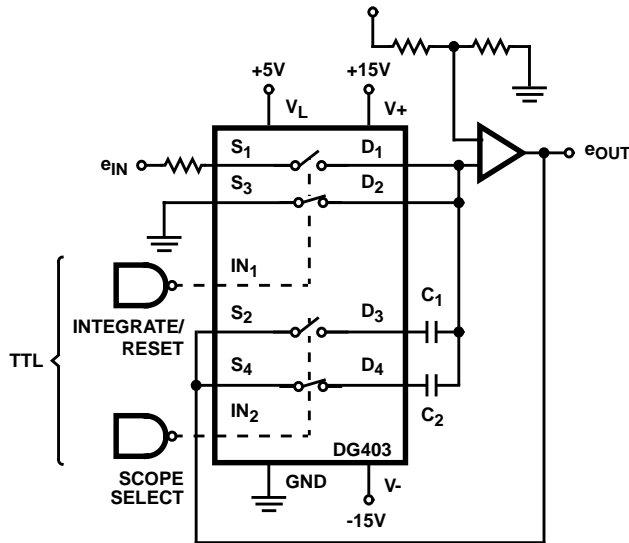 +5V
+15V
VL
V+
eIN
S1
D1
eOUT
S3
D2
IN1
INTEGRATE/
RESET
TTL
S2
D3
C1
S4
D4
C2
IN2
DG403
SCOPE
SELECT
GND
V-
-15V